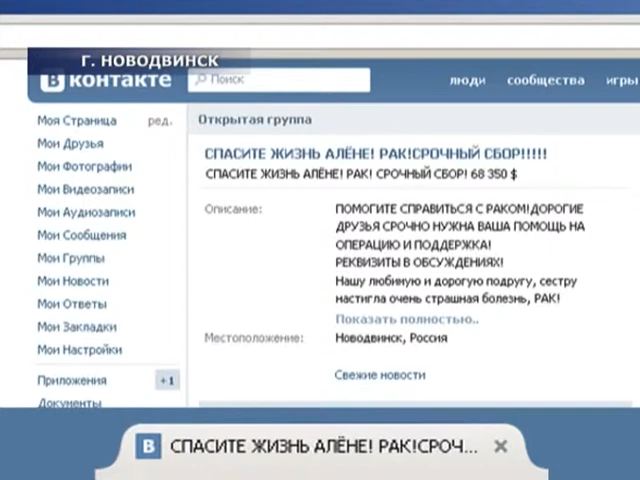 Г. НОВОДВИНСК
В контакте
Поиск
люди сообщества игры
Моя Страница ред.
Мои Друзья
Мои Фотографии
Мои Видеозаписи
Мои Аудиозаписи
Мои Сообщения
Мои Группы
Мои Новости
Мои Ответы
Мои Закладки
Мои Настройки
Приложения +1
Документы
Открытая группа
СПАСИТЕ ЖИЗНЬ АЛЁНЕ! РАК!СРОЧНЫЙ СБОР!!!!!
СПАСИТЕ ЖИЗНЬ АЛЁНЕ! РАК! СРОЧНЫЙ СБОР! 68 350 $
Описание: ПОМОГИТЕ СПРАВИТЬСЯ С РАКОМ!ДОРОГИЕ
ДРУЗЬЯ СРОЧНО НУЖНА ВАША ПОМОЩЬ НА
ОПЕРАЦИЮ И ПОДДЕРЖКА!
РЕКВИЗИТЫ В ОБСУЖДЕНИЯХ!
Нашу любимую и дорогую подругу, сестру
настигла очень страшная болезнь, РАК!
Показать полностью..
Местоположение: Новодвинск, Россия
Свежие новости
В СПАСИТЕ ЖИЗНЬ АЛЁНЕ! РАК!СРОЧ... ×